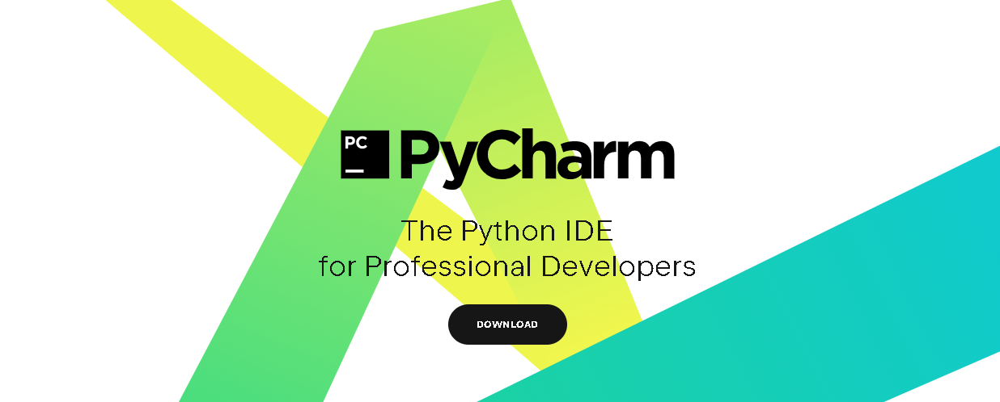 PC
PyCharm
The Python IDE
for Professional Developers
DOWNLOAD